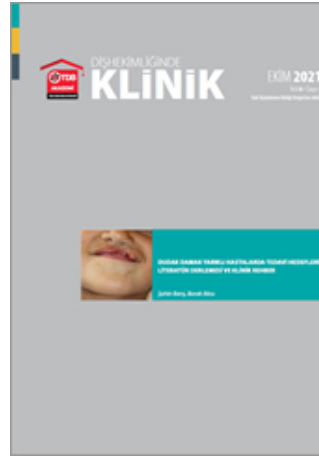 DİŞHEKİMLİĞİNDE
KLİNİK
TDB
AKADEMİ
EKİM 2021
DUDAK DAMAK YARIKLI HASTALARDA TEDAVİ HEDEFLERİ
LİTERATÜR DERLEMESİ VE KLİNİK REHBER